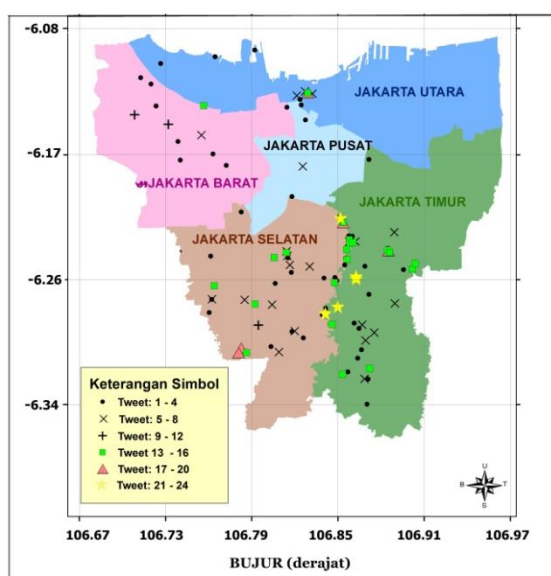 -6.08
JAKARTA UTARA
JAKARTA PUSAT
-6.17
JAKARTA BARAT
JAKARTA TIMUR
JAKARTA SELATAN
-6.26
Keterangan Simbol
Tweet: 1 - 4
Tweet: 5 - 8
Tweet: 9 - 12
Tweet 13 - 16
Tweet: 17 - 20
Tweet: 21 - 24
-6.34
U
B T
S
106.67 106.73 106.79 106.85 106.91 106.97
BUJUR (derajat)